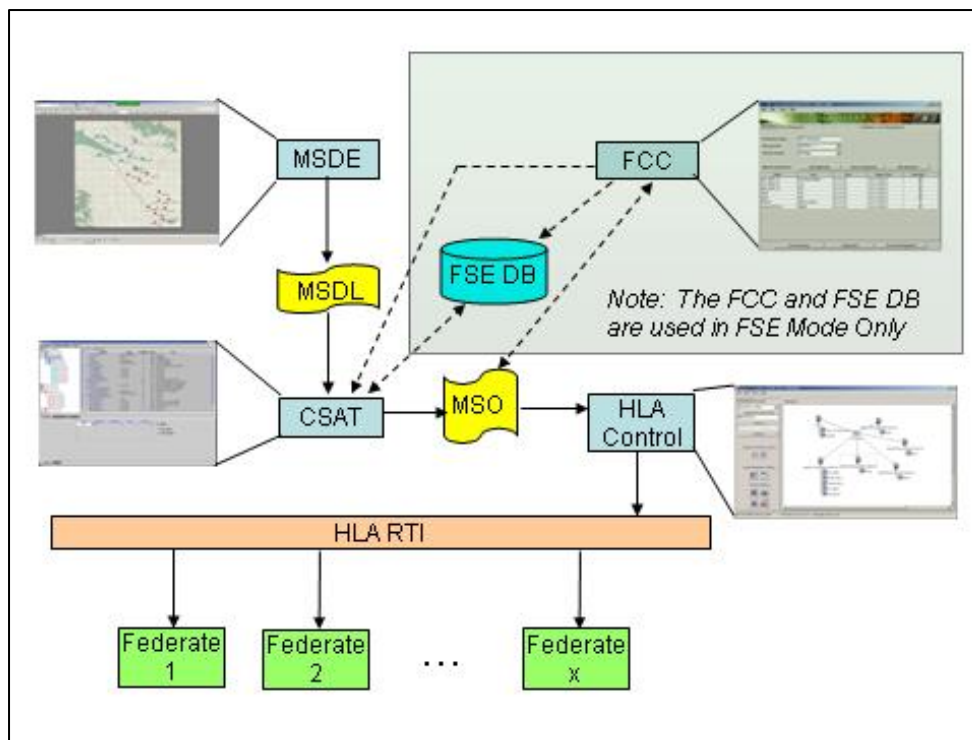 MSDE
FCC
MSDL
FSE DB
Note: The FCC and FSE DB
are used in FSE Mode Only
CSAT
MSO
HLA
Control
HLA RTI
Federate
1
Federate
2
...
Federate
x